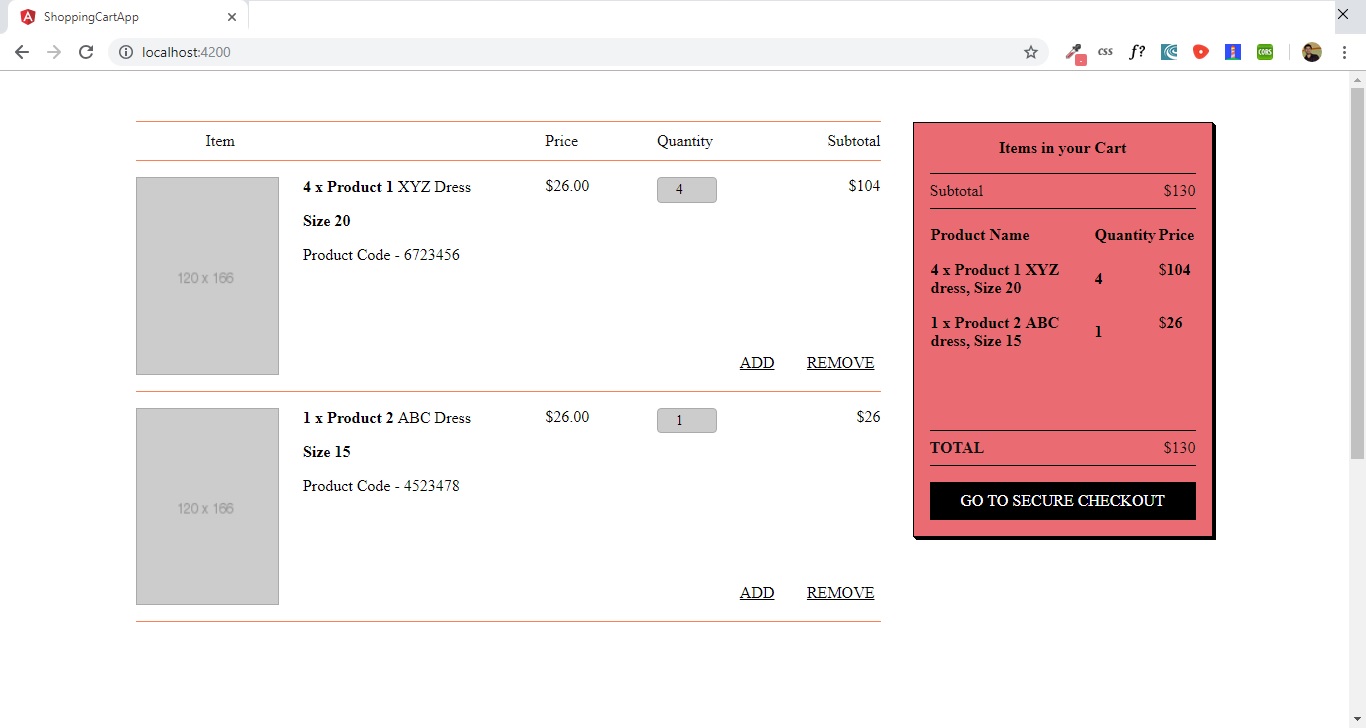 ShoppingCartApp
localhost:4200
css
f?
CORS
Item Price Quantity Subtotal
120 x 166
4 x Product 1 XYZ Dress
Size 20
Product Code - 6723456
$26.00
4
$104
ADD REMOVE
120 x 166
1 x Product 2 ABC Dress
Size 15
Product Code - 4523478
$26.00
1
$26
ADD REMOVE
Items in your Cart
Subtotal $130
Product Name Quantity Price
4 x Product 1 XYZ
dress, Size 20
4
$104
1 x Product 2 ABC
dress, Size 15
1
$26
TOTAL $130
GO TO SECURE CHECKOUT